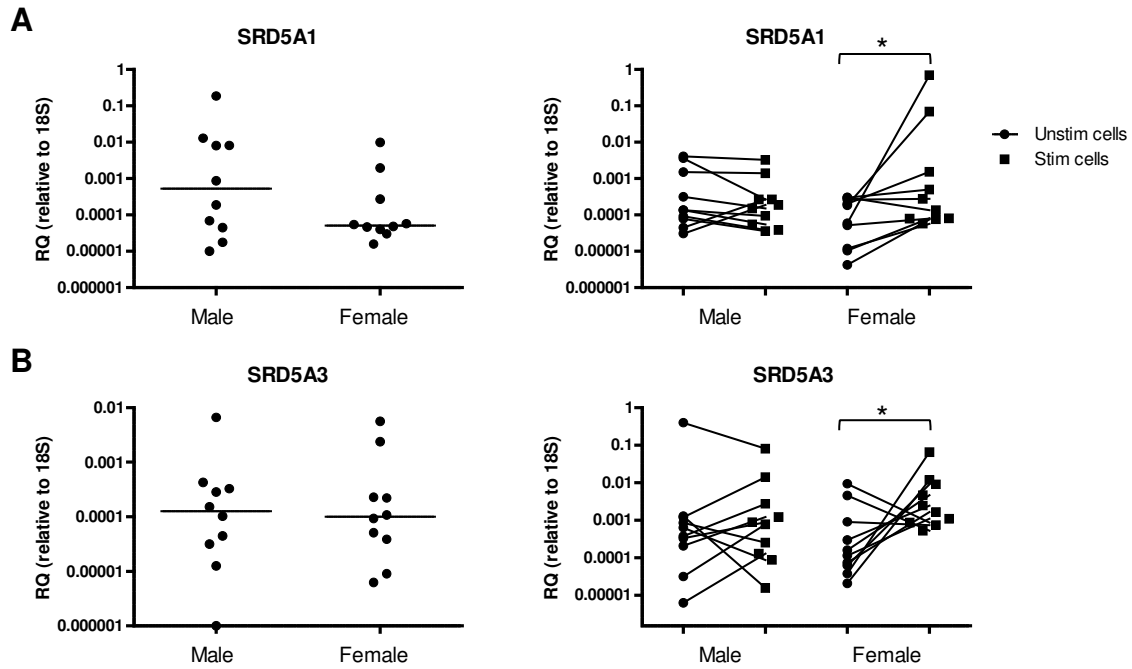 A
SRD5A1
RQ (relative to 18S)
1
0.1
0.01
0.001
0.0001
0.00001
0.000001
Male
Female
SRD5A1
*
RQ (relative to 18S)
1
0.1
0.01
0.001
0.0001
0.00001
0.000001
Male
Female
Unstim cells
Stim cells
B
SRD5A3
RQ (relative to 18S)
0.01
0.001
0.0001
0.00001
0.000001
Male
Female
SRD5A3
*
RQ (relative to 18S)
1
0.1
0.01
0.001
0.0001
0.00001
Male
Female